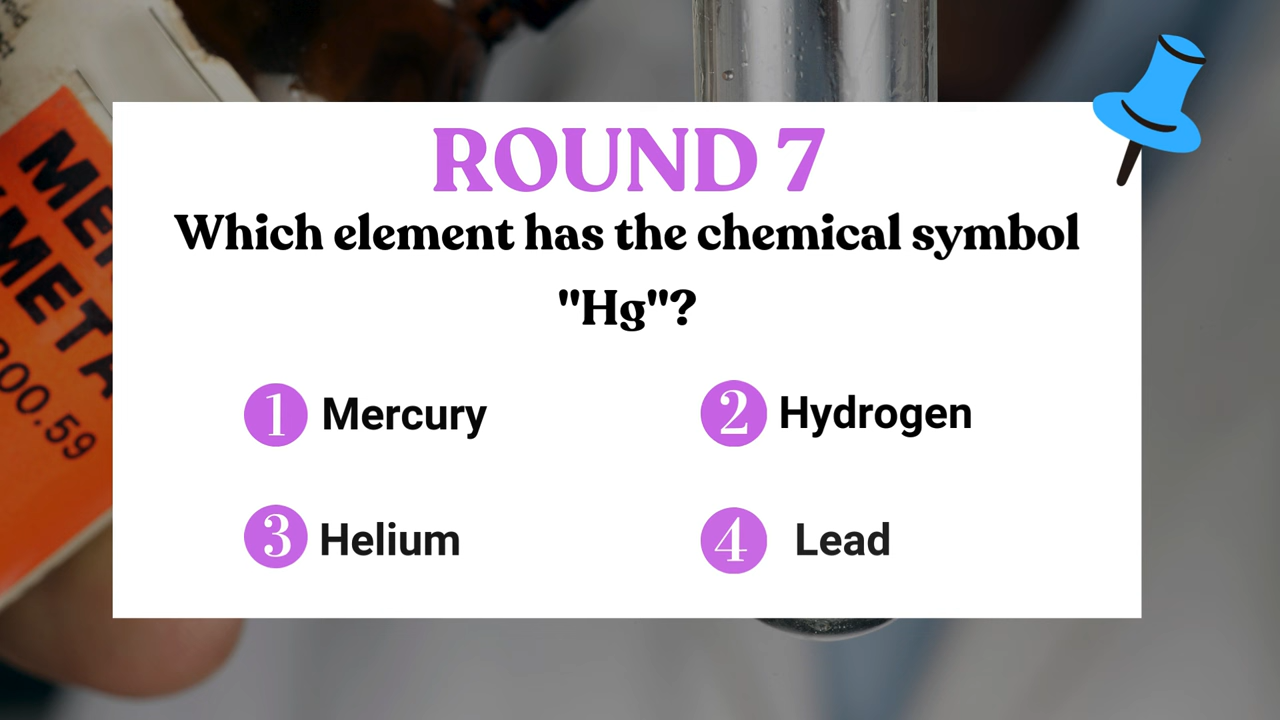 ROUND 7
Which element has the chemical symbol
"Hg"?
1 Mercury
2 Hydrogen
3 Helium
4 Lead